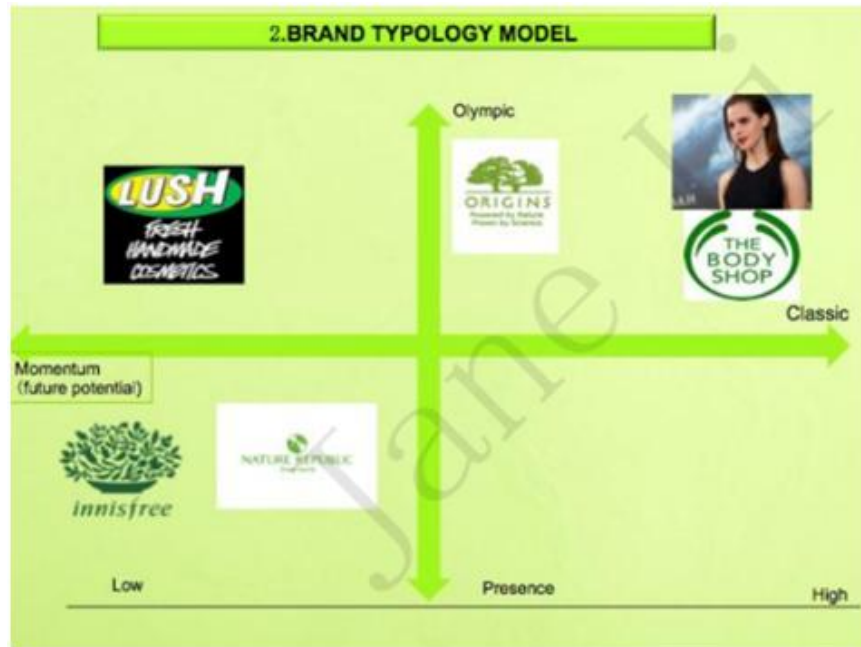 2.BRAND TYPOLOGY MODEL
Olympic
LUSH
FRESH
HANDMADE
COSMETICS
ORIGINS
Powered by Nature
Proven by Science
THE
BODY
SHOP
Classic
Momentum
(future potential)
innisfree
NATURE REPUBLIC
Low
Presence
High
Jane Li